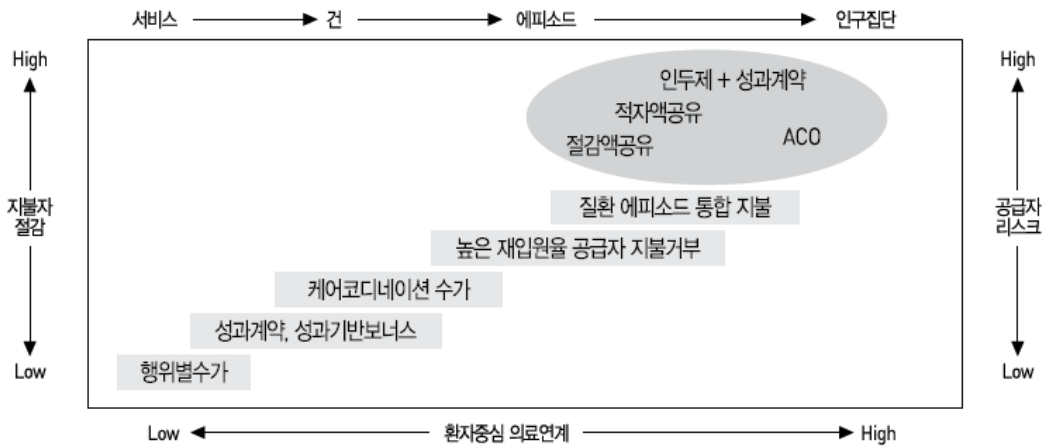 서비스 건 에피소드 인구집단
High High
인두제 + 성과계약
적자액공유
절감액공유 ACO
지불자
절감
공급자
리스크
질환 에피소드 통합 지불
높은 재입원율 공급자 지불거부
케어코디네이션 수가
성과계약, 성과기반보너스
Low Low
행위별수가
Low 환자중심 의료연계 High